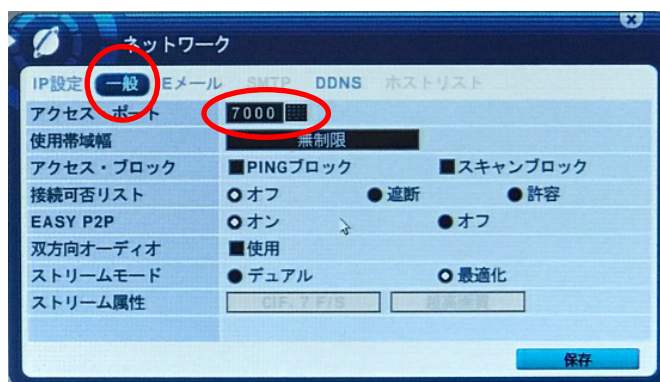 ネットワーク
IP設定 一般 Eメール SMTP DDNS ホストリスト
アクセス・ポート 7000
使用帯域幅 無制限
アクセス・ブロック PINGブロック スキャンブロック
接続可否リスト オフ 遮断 許容
EASY P2P オン オフ
双方向オーディオ 使用
ストリームモード デュアル 最適化
ストリーム属性 CIF, 7 F/S 超高画質
保存